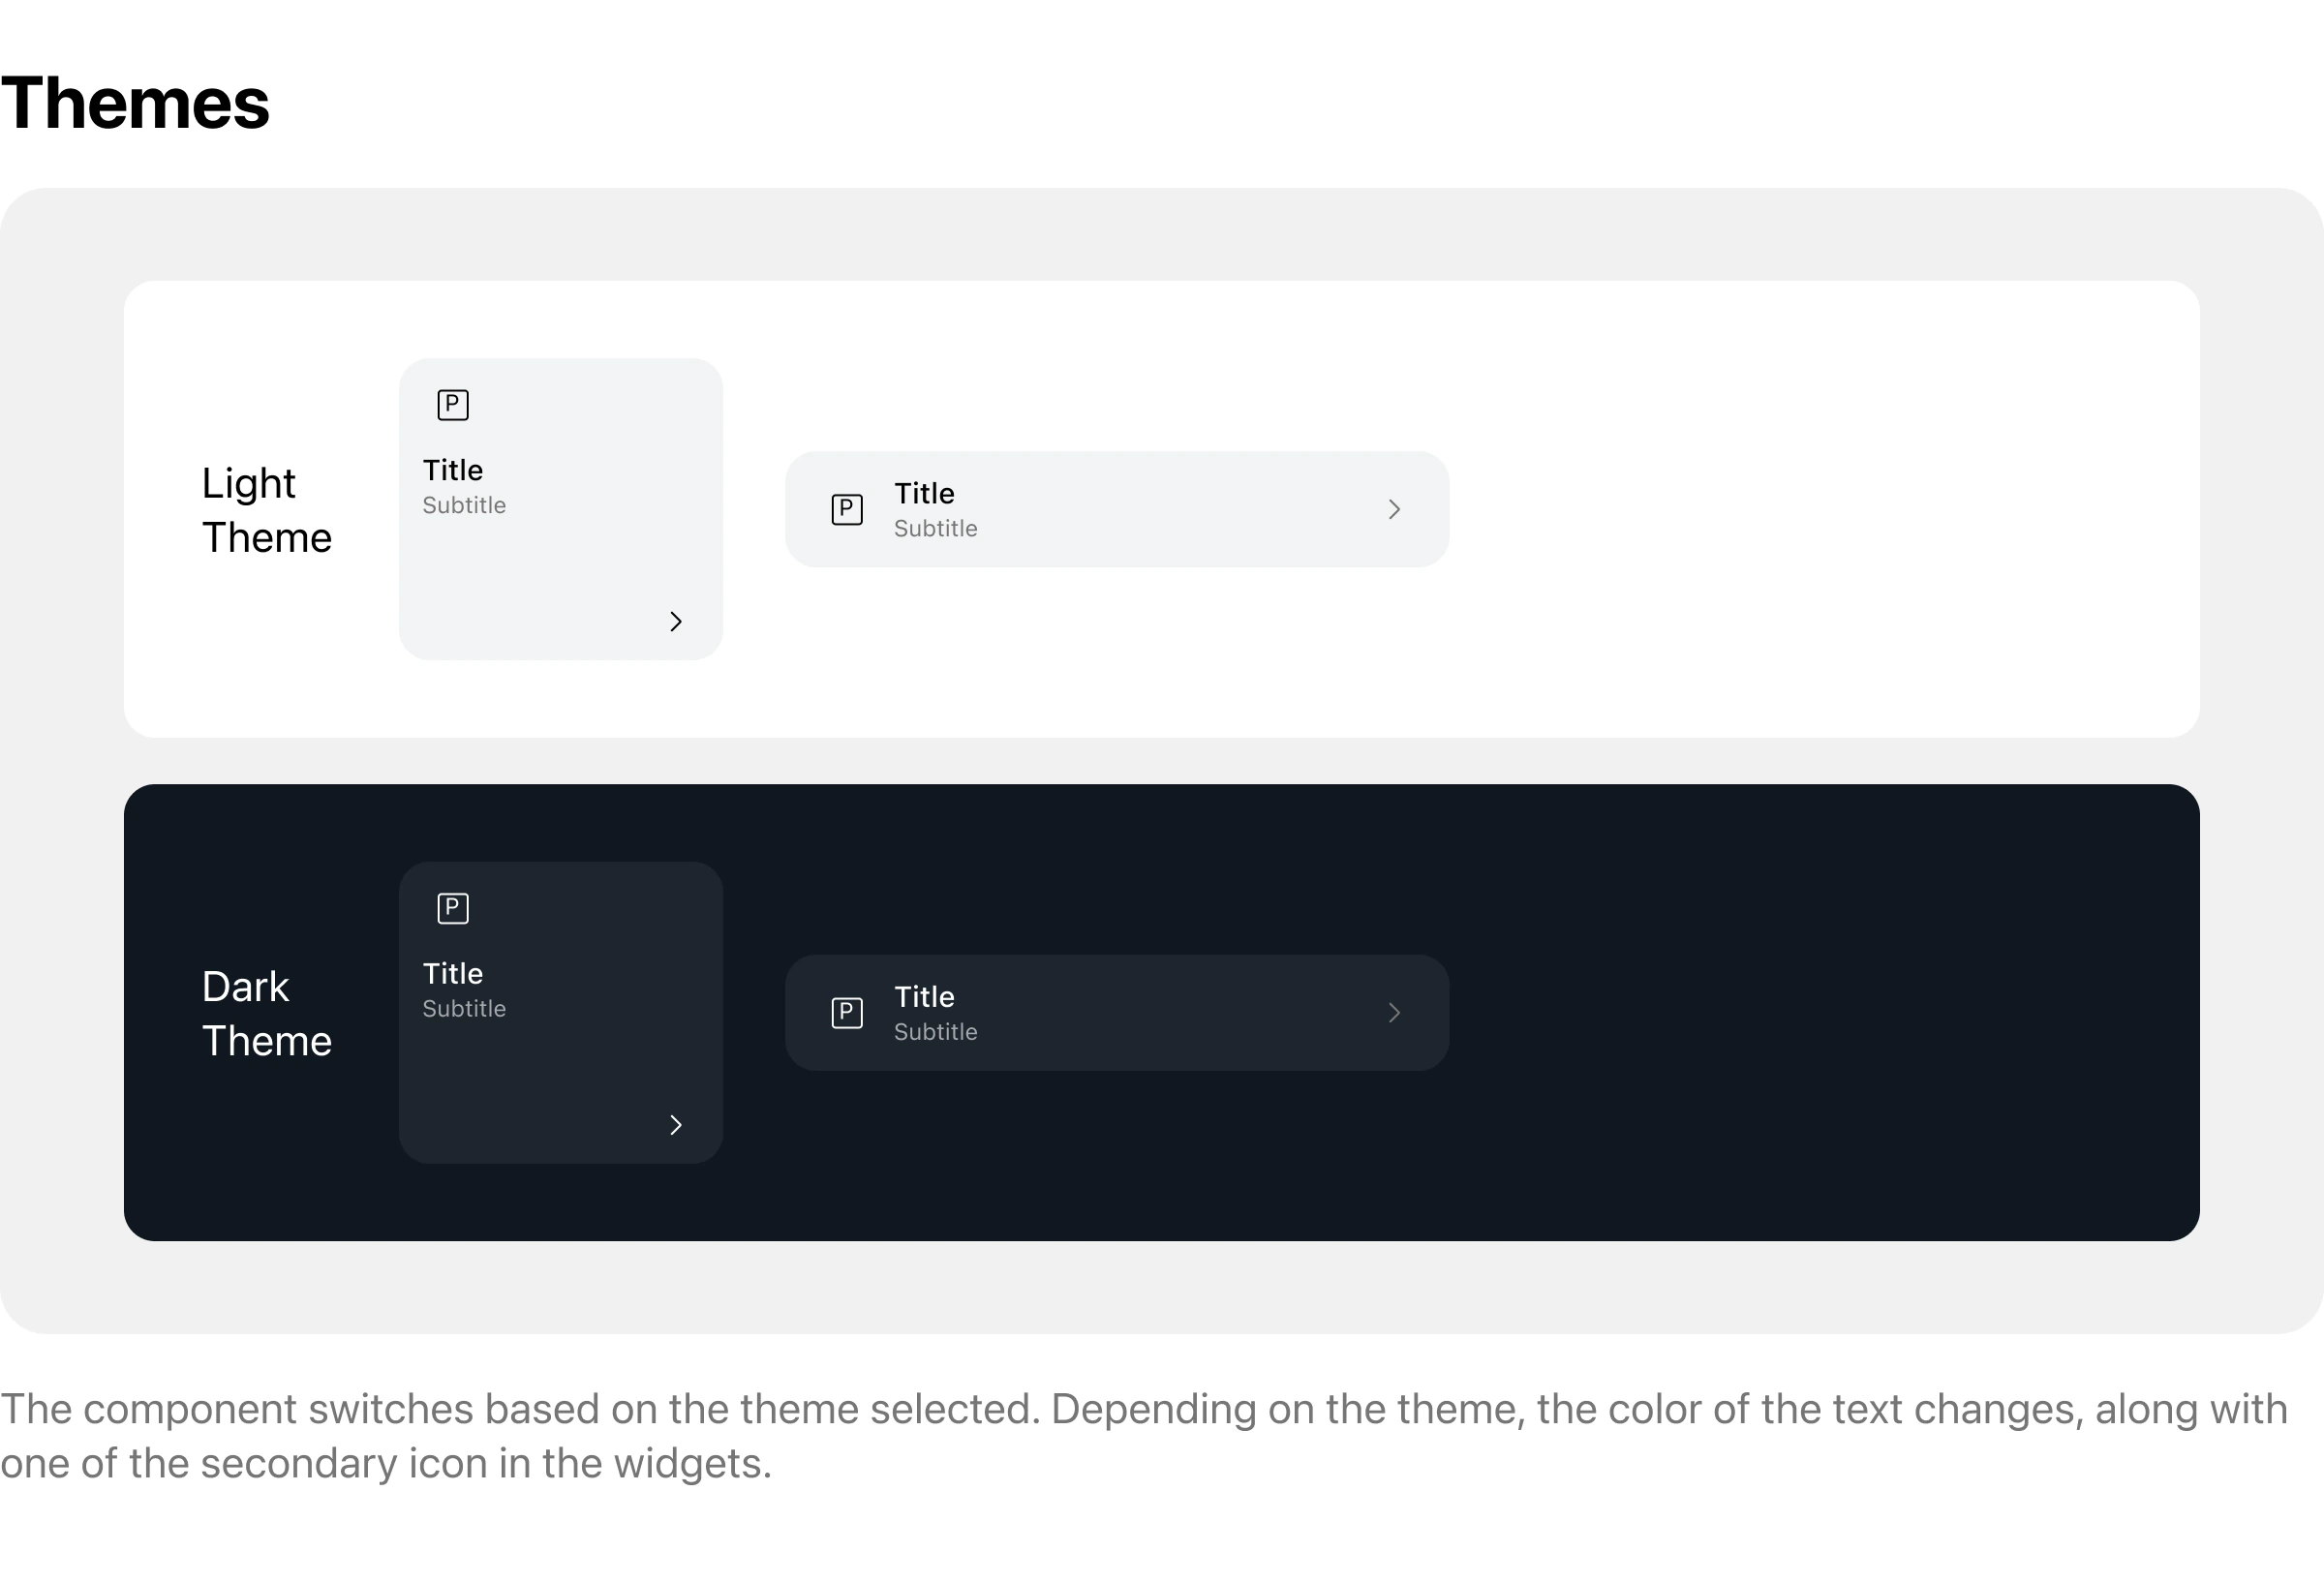 Themes
Light
Theme
P
Title
Subtitle
P
Title
Subtitle
Dark
Theme
P
Title
Subtitle
P
Title
Subtitle
The component switches based on the theme selected. Depending on the theme, the color of the text changes, along with
one of the secondary icon in the widgets.